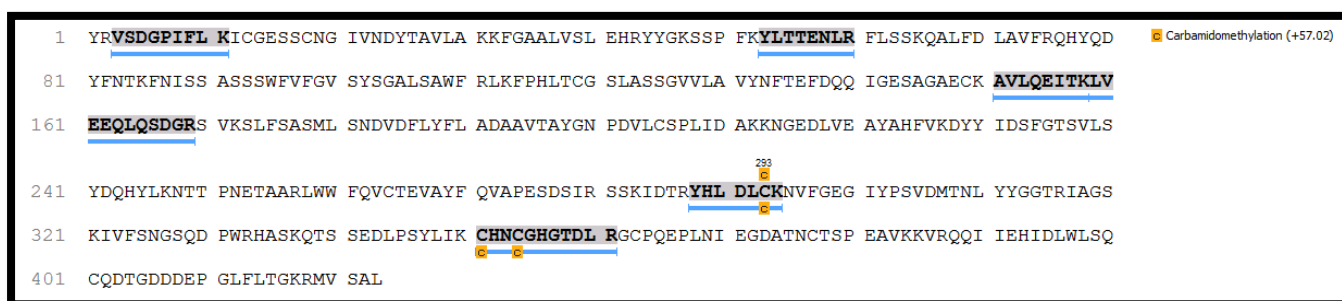 1 YRVSDGPIFL KICGESSCNG IVNDYTAVLA KKFGAALVSL EHRYYGKSSP FKYLTTENLR FLSSKQALFD LAVFRQHYQD c Carbamidomethylation (+57.02)
81 YFNTKFNISS ASSSWFVFGV SYSGALSAWF RLKFPHLTCG SLASSGVVLA VYNFTEFDQQ IGESAGAECK AVLQEITKLV
161 EEQLQSDGRS VKSLFSASML SNDVDFLYFL ADAAVTAYGN PDVLCSPLID AKKNGEDLVE AYAHFVKDYY IDSFGTSVLS
293
c
241 YDQHYLKNTT PNETAARLWW FQVCTEVAYF QVAPESDSIR SSKIDTRYHL DLCKNVFGEG IYPSVDMTNL YYGGTRIAGS
c
321 KIVFSNGSQD PWRHASKQTS SEDLPSYLIK CHNCGHGTDL RGCPQEPLNI EGDATNCTSP EAVKKVRQQI IEHIDLWLSQ
c c
401 CQDTGDDDEP GLFLTGKRMV SAL